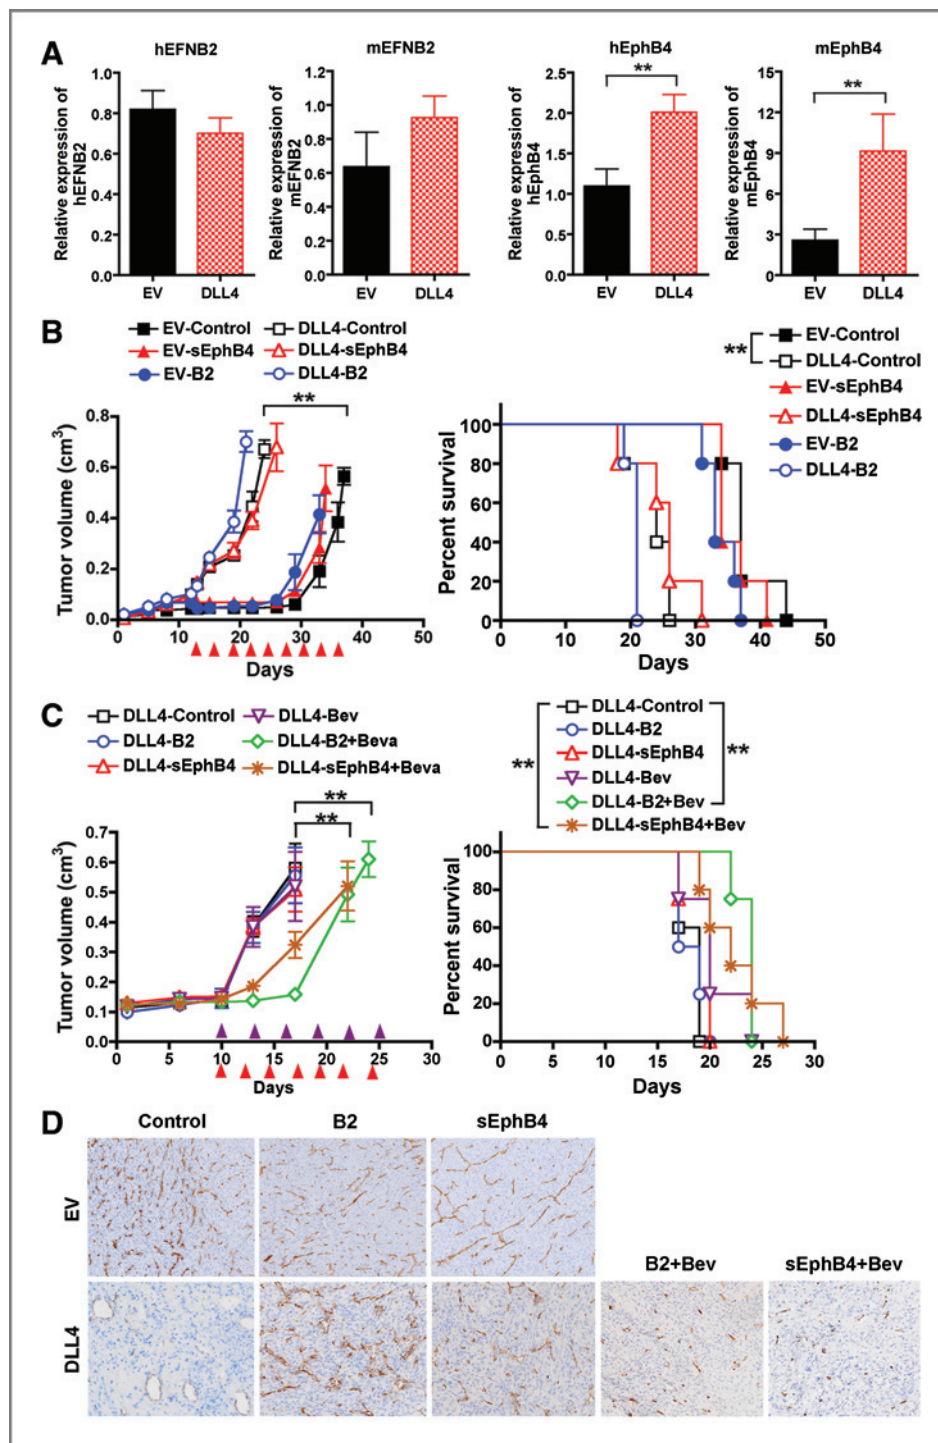 A
hEFNB2
mEFNB2
hEphB4
mEphB4
Relative expression of
hEFNB2
1.0
0.8
0.6
0.4
0.2
0.0
EV
DLL4
Relative expression of
mEFNB2
1.2
1.0
0.8
0.6
0.4
0.2
0.0
EV
DLL4
Relative expression of
hEphB4
2.5
2.0
1.5
1.0
0.5
0.0
**
EV
DLL4
Relative expression of
mEphB4
15
12
9
6
3
0
**
EV
DLL4
B
EV-Control
DLL4-Control
EV-sEphB4
DLL4-sEphB4
EV-B2
DLL4-B2
**
Tumor volume (cm3)
0.8
0.6
0.4
0.2
0.0
0
10
20
30
40
50
Days
**
EV-Control
DLL4-Control
EV-sEphB4
DLL4-sEphB4
EV-B2
DLL4-B2
Percent survival
100
80
60
40
20
0
0
10
20
30
40
50
Days
C
DLL4-Control
DLL4-Bev
DLL4-B2
DLL4-B2+Beva
DLL4-sEphB4
DLL4-sEphB4+Beva
**
**
Tumor volume (cm3)
0.7
0.6
0.5
0.4
0.3
0.2
0.1
0.0
0
5
10
15
20
25
30
Days
DLL4-Control
DLL4-B2
DLL4-sEphB4
DLL4-Bev
DLL4-B2+Bev
DLL4-sEphB4+Bev
**
**
Percent survival
100
80
60
40
20
0
0
5
10
15
20
25
30
Days
D
Control
B2
sEphB4
EV
B2+Bev
sEphB4+Bev
DLL4